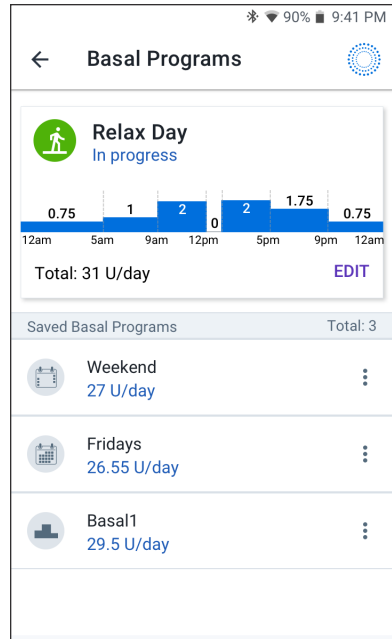 90% 9:41 PM
Basal Programs
Relax Day
In progress
0.75 1 2 0 2 1.75 0.75
12am 5am 9am 12pm 5pm 9pm 12am
Total: 31 U/day EDIT
Saved Basal Programs Total: 3
Weekend
27 U/day
Fridays
26.55 U/day
Basal1
29.5 U/day